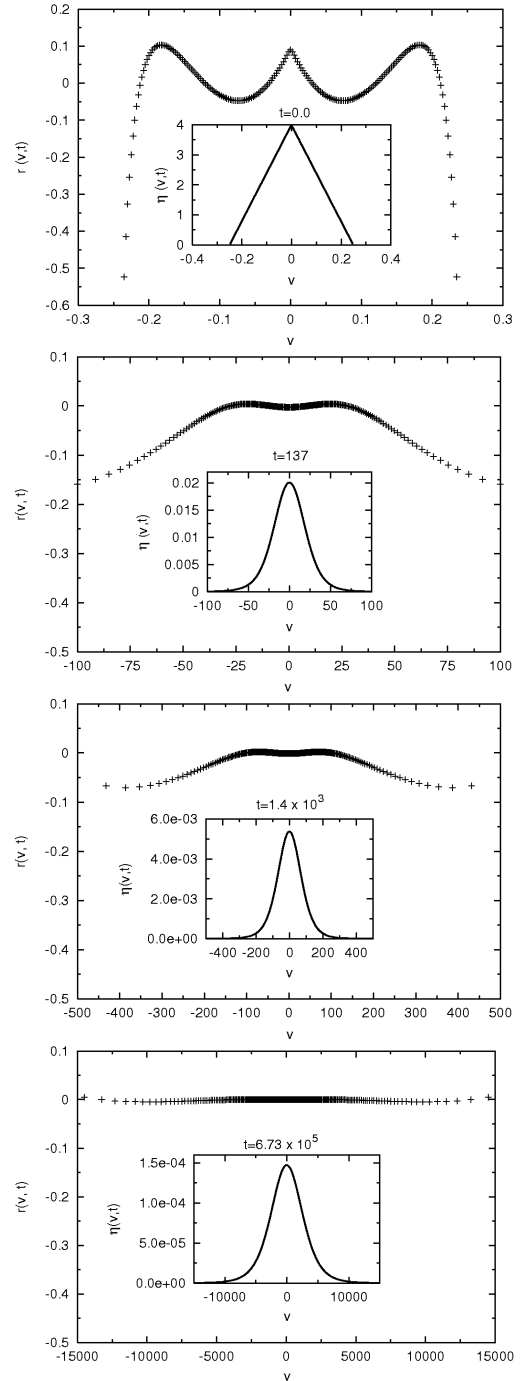 0.2
0.1
0
-0.1
-0.2
-0.3
-0.4
-0.5
-0.6
r (v,t)
-0.3 -0.2 -0.1 0 0.1 0.2 0.3
v
t=0.0
4
3
2
1
0
η (v,t)
-0.4 -0.2 0 0.2 0.4
v
0.1
0
-0.1
-0.2
-0.3
-0.4
-0.5
r(v, t)
-100 -75 -50 -25 0 25 50 75 100
v
t=137
0.02
0.015
0.01
0.005
0
η (v,t)
-100 -50 0 50 100
v
0.1
0
-0.1
-0.2
-0.3
-0.4
-0.5
r(v, t)
-500 -400 -300 -200 -100 0 100 200 300 400 500
v
t=1.4 x 10³
6.0e-03
4.0e-03
2.0e-03
0.0e+00
η(v,t)
-400 -200 0 200 400
v
0.1
0
-0.1
-0.2
-0.3
-0.4
-0.5
r(v, t)
-15000 -10000 -5000 0 5000 10000 15000
v
t=6.73 x 10⁵
1.5e-04
1.0e-04
5.0e-05
0.0e+00
η(v,t)
-10000 0 10000
v